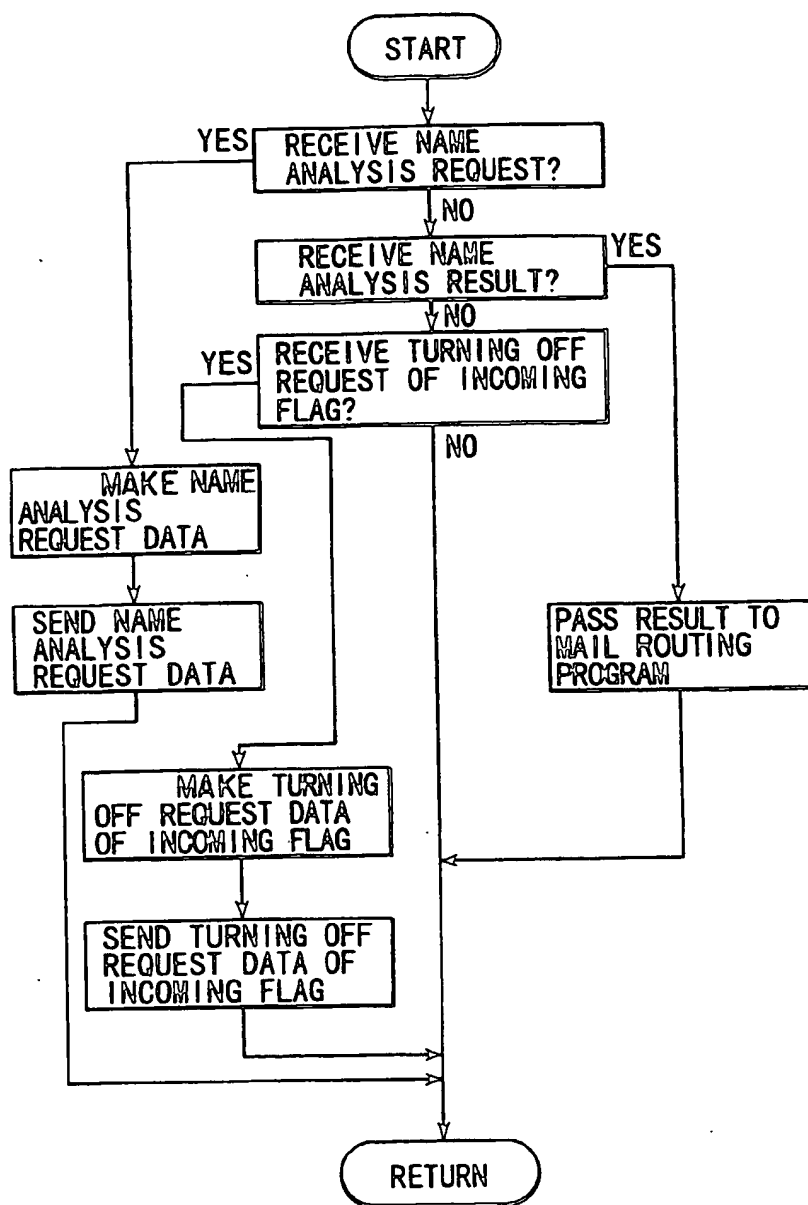 START
YES
RECEIVE NAME
ANALYSIS REQUEST?
NO
RECEIVE NAME
ANALYSIS RESULT?
YES
NO
YES
RECEIVE TURNING OFF
REQUEST OF INCOMING
FLAG?
NO
MAKE NAME
ANALYSIS
REQUEST DATA
SEND NAME
ANALYSIS
REQUEST DATA
PASS RESULT TO
MAIL ROUTING
PROGRAM
MAKE TURNING
OFF REQUEST DATA
OF INCOMING FLAG
SEND TURNING OFF
REQUEST DATA OF
INCOMING FLAG
RETURN